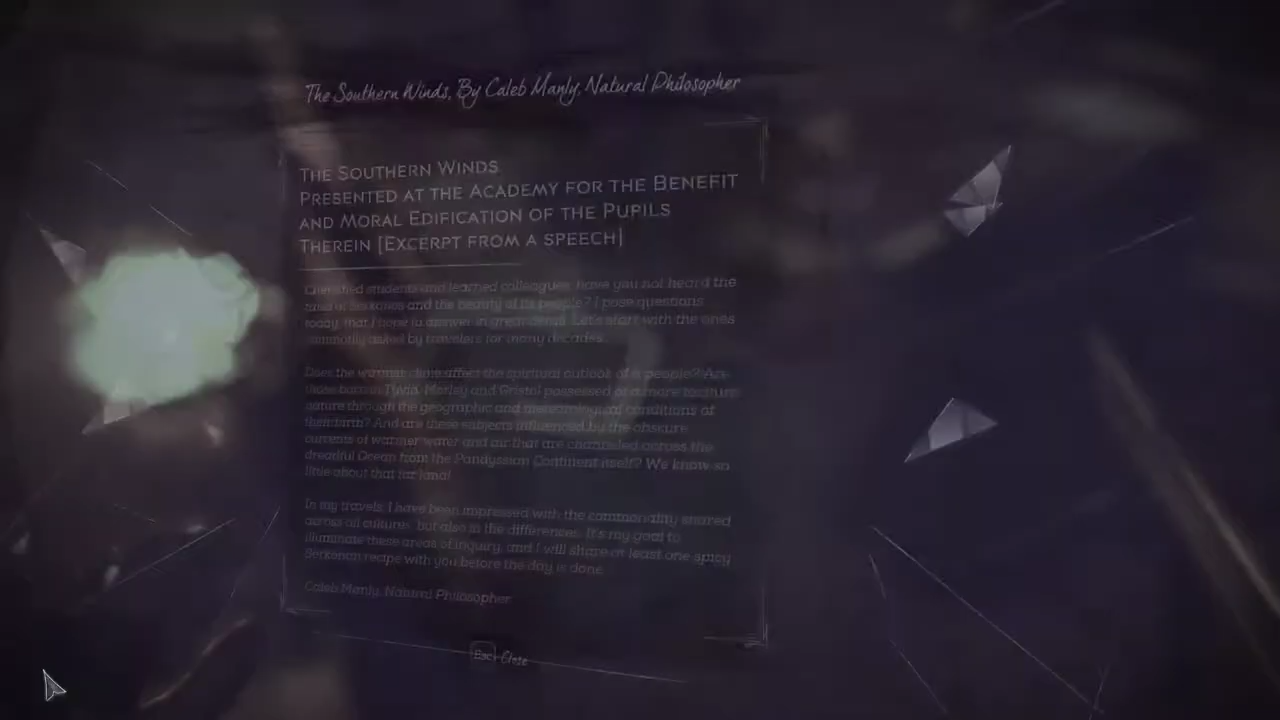 The Southern Winds, By Caleb Manly, Natural Philosopher
The Southern Winds
Presented at the Academy for the Benefit
and Moral Edification of the Pupils
Therein [Excerpt from a speech]
Cherished students and learned colleagues, have you not heard the
tales of Serkonos and the beauty of its people? I pose questions
today, that I hope to answer in great detail. Let's start with the ones
commonly asked by travelers for many decades.
Does the warmer clime affect the spiritual outlook of a people? Are
those born in Tyvia, Morley and Gristol possessed of a more taciturn
nature through the geographic and meteorological conditions of
their birth? And are these subjects influenced by the obscure
currents of warmer water and air that are channeled across the
dreadful Ocean from the Pandyssian Continent itself? We know so
little about that far land!
In my travels, I have been impressed with the commonality shared
across all cultures, but also in the differences. It's my goal to
illuminate these areas of inquiry, and I will share at least one spicy
Serkonan recipe with you before the day is done.
Caleb Manly, Natural Philosopher
Esc Close